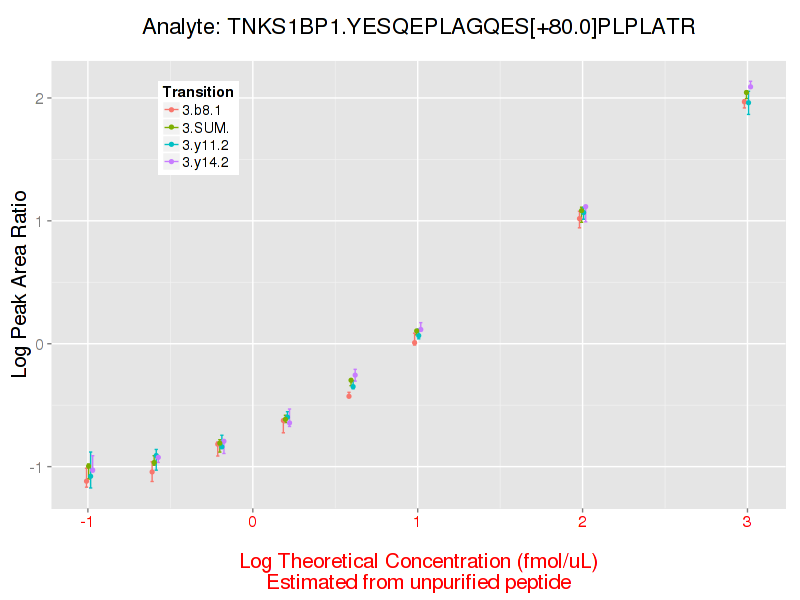 Analyte: TNKS1BP1.YESQEPLAGQES[+80.0]PLPLATR
Log Peak Area Ratio
2
1
0
-1
Transition
3.b8.1
3.SUM.
3.y11.2
3.y14.2
-1 0 1 2 3
Log Theoretical Concentration (fmol/uL)
Estimated from unpurified peptide